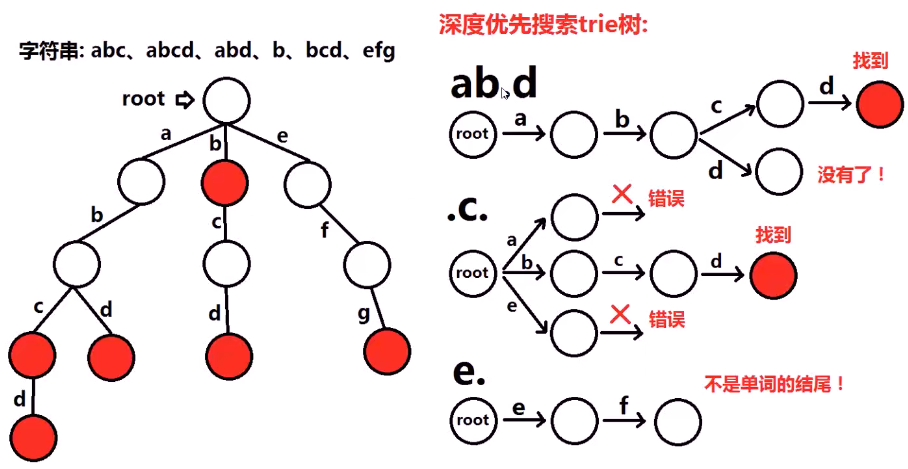 字符串: abc、abcd、abd、b、bcd、efg
root
a
b
e
b
c
f
c
d
d
g
d
深度优先搜索trie树:
ab.d
找到
root
a
b
c
d
d
没有了！
.c.
错误
找到
root
a
b
c
d
e
错误
e.
不是单词的结尾！
root
e
f